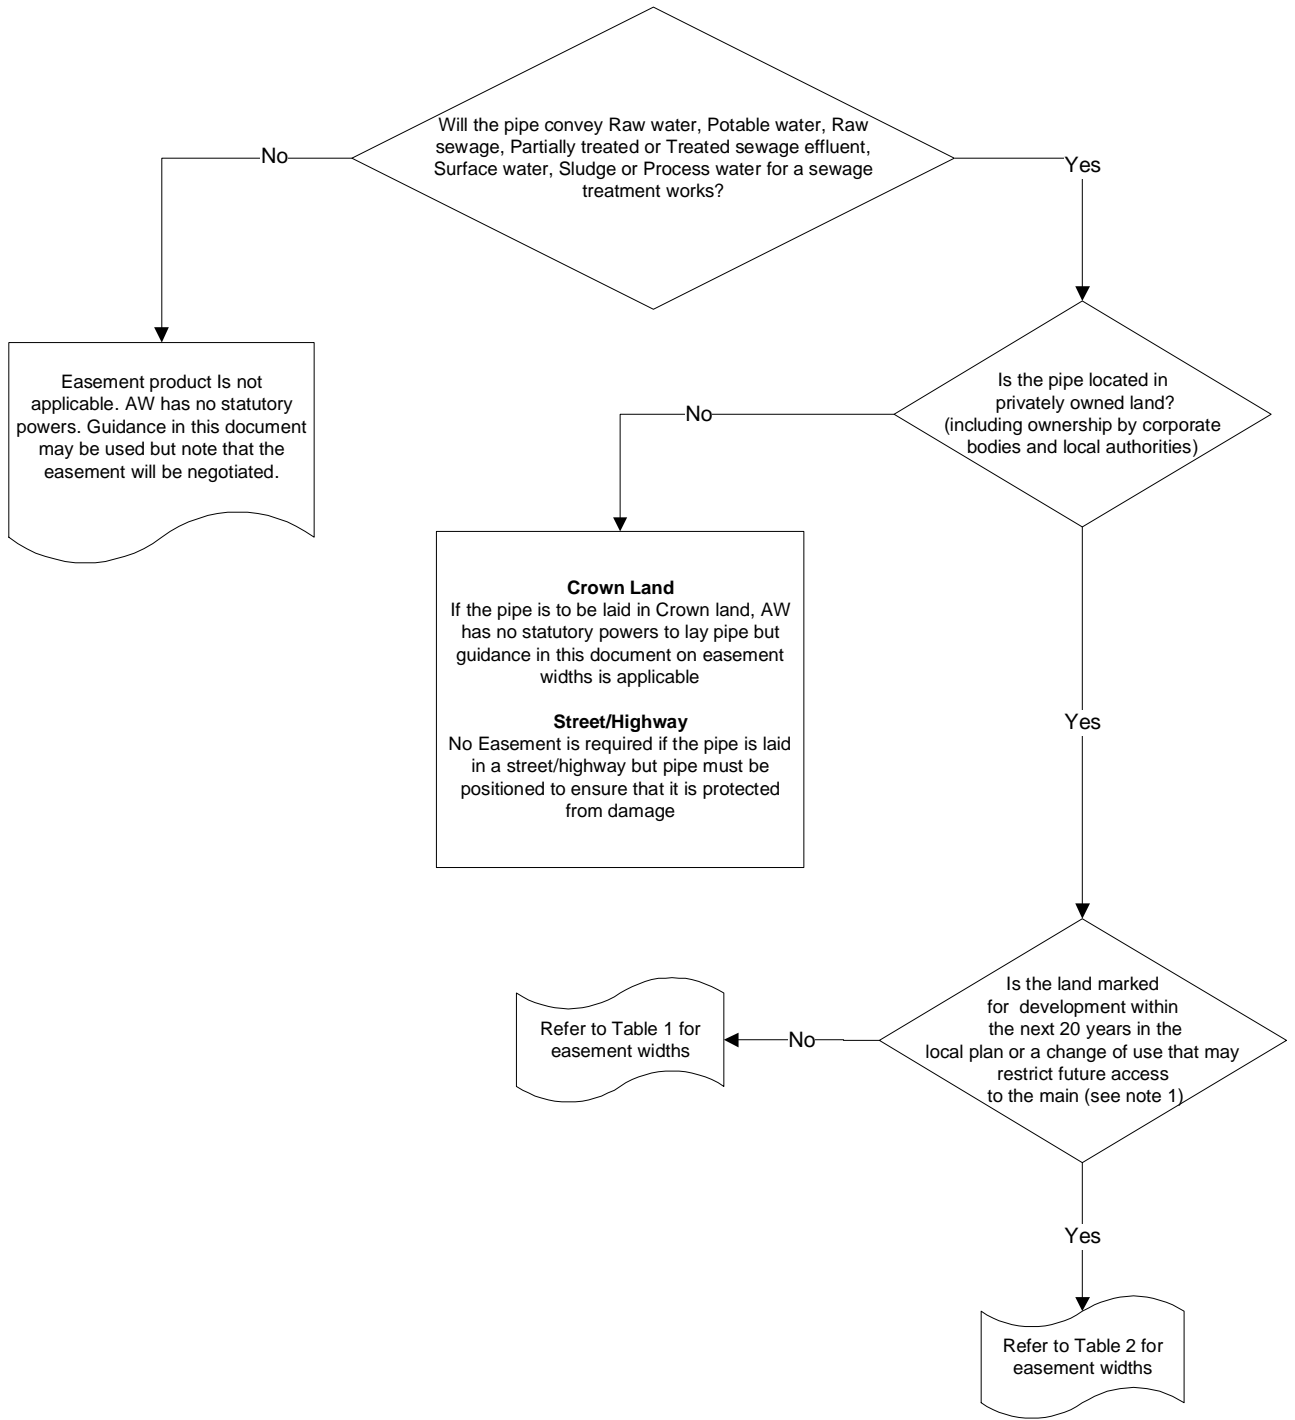 Will the pipe convey Raw water, Potable water, Raw
sewage, Partially treated or Treated sewage effluent,
Surface water, Sludge or Process water for a sewage
treatment works?
No
Yes
Easement product Is not
applicable. AW has no statutory
powers. Guidance in this document
may be used but note that the
easement will be negotiated.
Is the pipe located in
privately owned land?
(including ownership by corporate
bodies and local authorities)
No
Crown Land
If the pipe is to be laid in Crown land, AW
has no statutory powers to lay pipe but
guidance in this document on easement
widths is applicable
Street/Highway
No Easement is required if the pipe is laid
in a street/highway but pipe must be
positioned to ensure that it is protected
from damage
Yes
Is the land marked
for development within
the next 20 years in the
local plan or a change of use that may
restrict future access
to the main (see note 1)
No
Refer to Table 1 for
easement widths
Yes
Refer to Table 2 for
easement widths